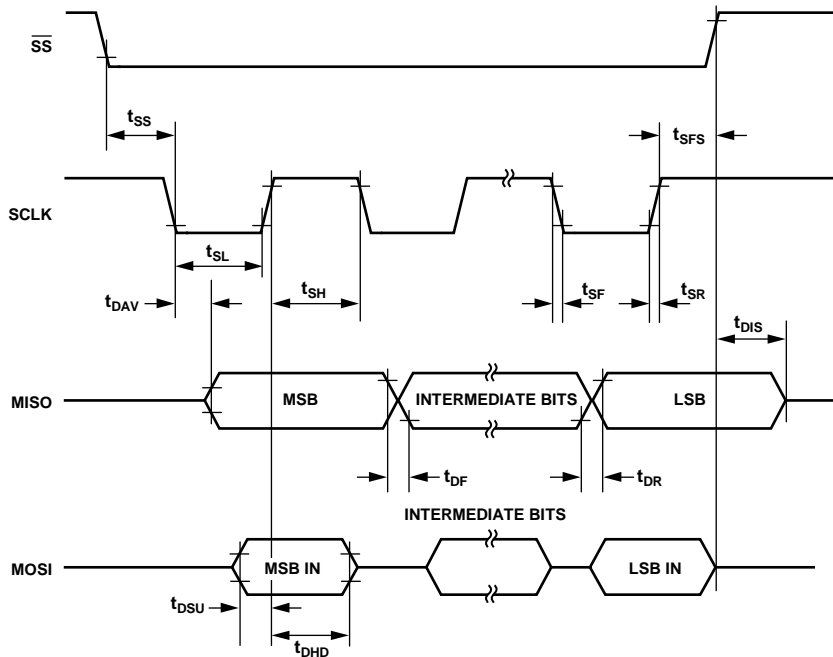 SS
tSS
tSFS
SCLK
tSL
tSH
tSF
tSR
tDAV
tDIS
MISO
MSB
INTERMEDIATE BITS
LSB
tDF
tDR
INTERMEDIATE BITS
MOSI
MSB IN
LSB IN
tDSU
tDHD